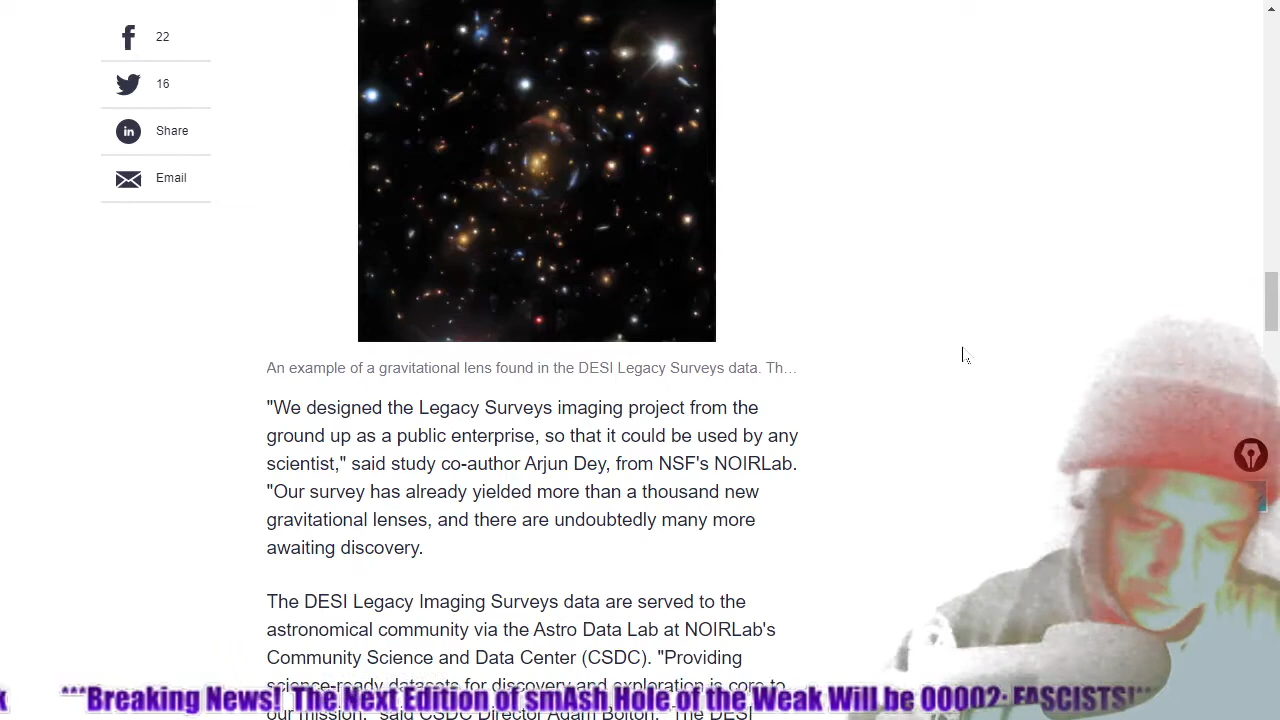 22
16
in Share
Email
An example of a gravitational lens found in the DESI Legacy Surveys data. Th...
"We designed the Legacy Surveys imaging project from the
ground up as a public enterprise, so that it could be used by any
scientist," said study co-author Arjun Dey, from NSF's NOIRLab.
"Our survey has already yielded more than a thousand new
gravitational lenses, and there are undoubtedly many more
awaiting discovery.
The DESI Legacy Imaging Surveys data are served to the
astronomical community via the Astro Data Lab at NOIRLab's
Community Science and Data Center (CSDC). "Providing
science-ready datasets for discovery and exploration is core to
our mission," said CSDC Director Adam Bolton. "The DESI
k ***Breaking News! The Next Edition of smAsh Hole of the Weak Will be 00002: FASCISTS!***